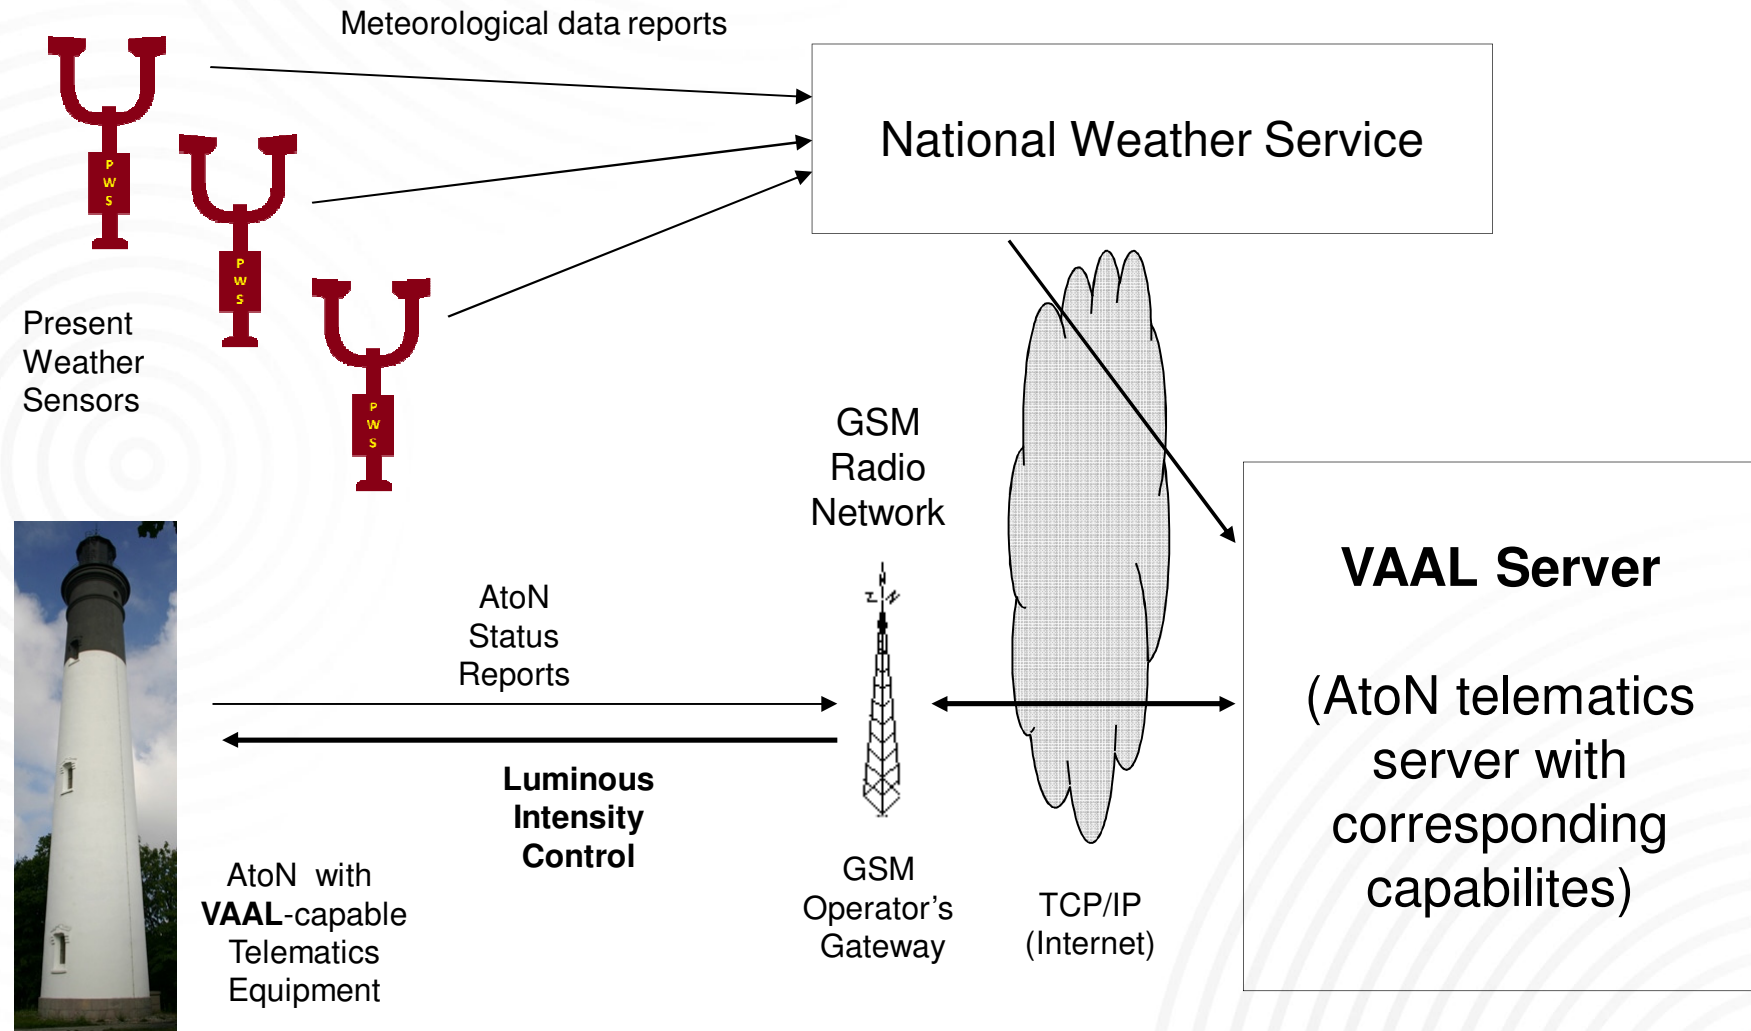 Meteorological data reports
National Weather Service
P
W
S
P
W
S
P
W
S
Present
Weather
Sensors
GSM
Radio
Network
VAAL Server
(AtoN telematics
server with
corresponding
capabilites)
AtoN
Status
Reports
Luminous
Intensity
Control
AtoN with
VAAL-capable
Telematics
Equipment
GSM
Operator’s
Gateway
TCP/IP
(Internet)